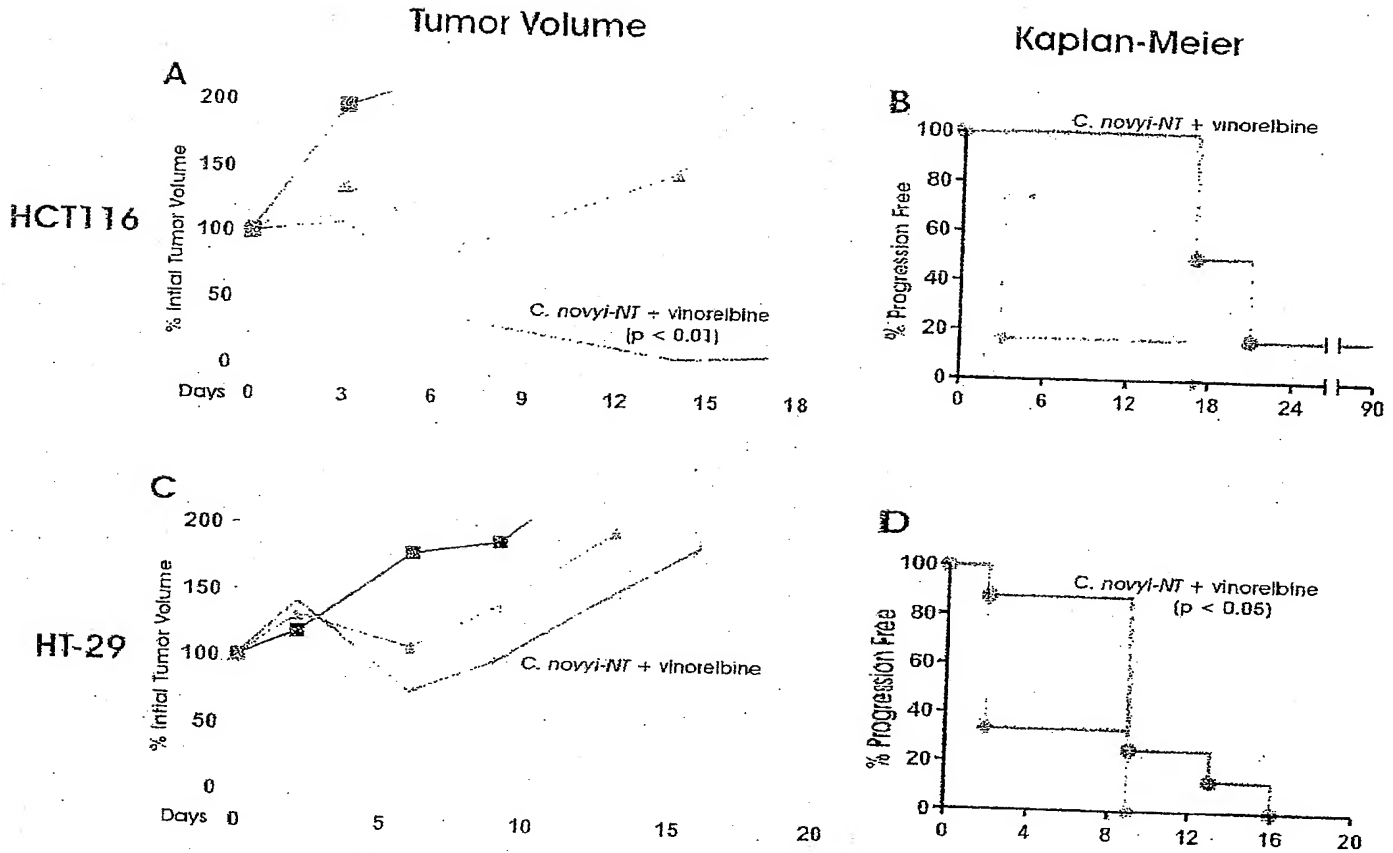 Tumor Volume
Kaplan-Meier
HCT116
A
% Intial Tumor Volume
200
150
100
50
0
Days 0 3 6 9 12 15 18
C. novyi-NT + vinorelbine
(p < 0.01)
B
% Progression Free
100
80
60
40
20
0
0 6 12 18 24 90
C. novyi-NT + vinorelbine
HT-29
C
% Intial Tumor Volume
200
150
100
50
0
Days 0 5 10 15 20
C. novyi-NT + vinorelbine
D
% Progression Free
100
80
60
40
20
0
0 4 8 12 16 20
C. novyi-NT + vinorelbine
(p < 0.05)